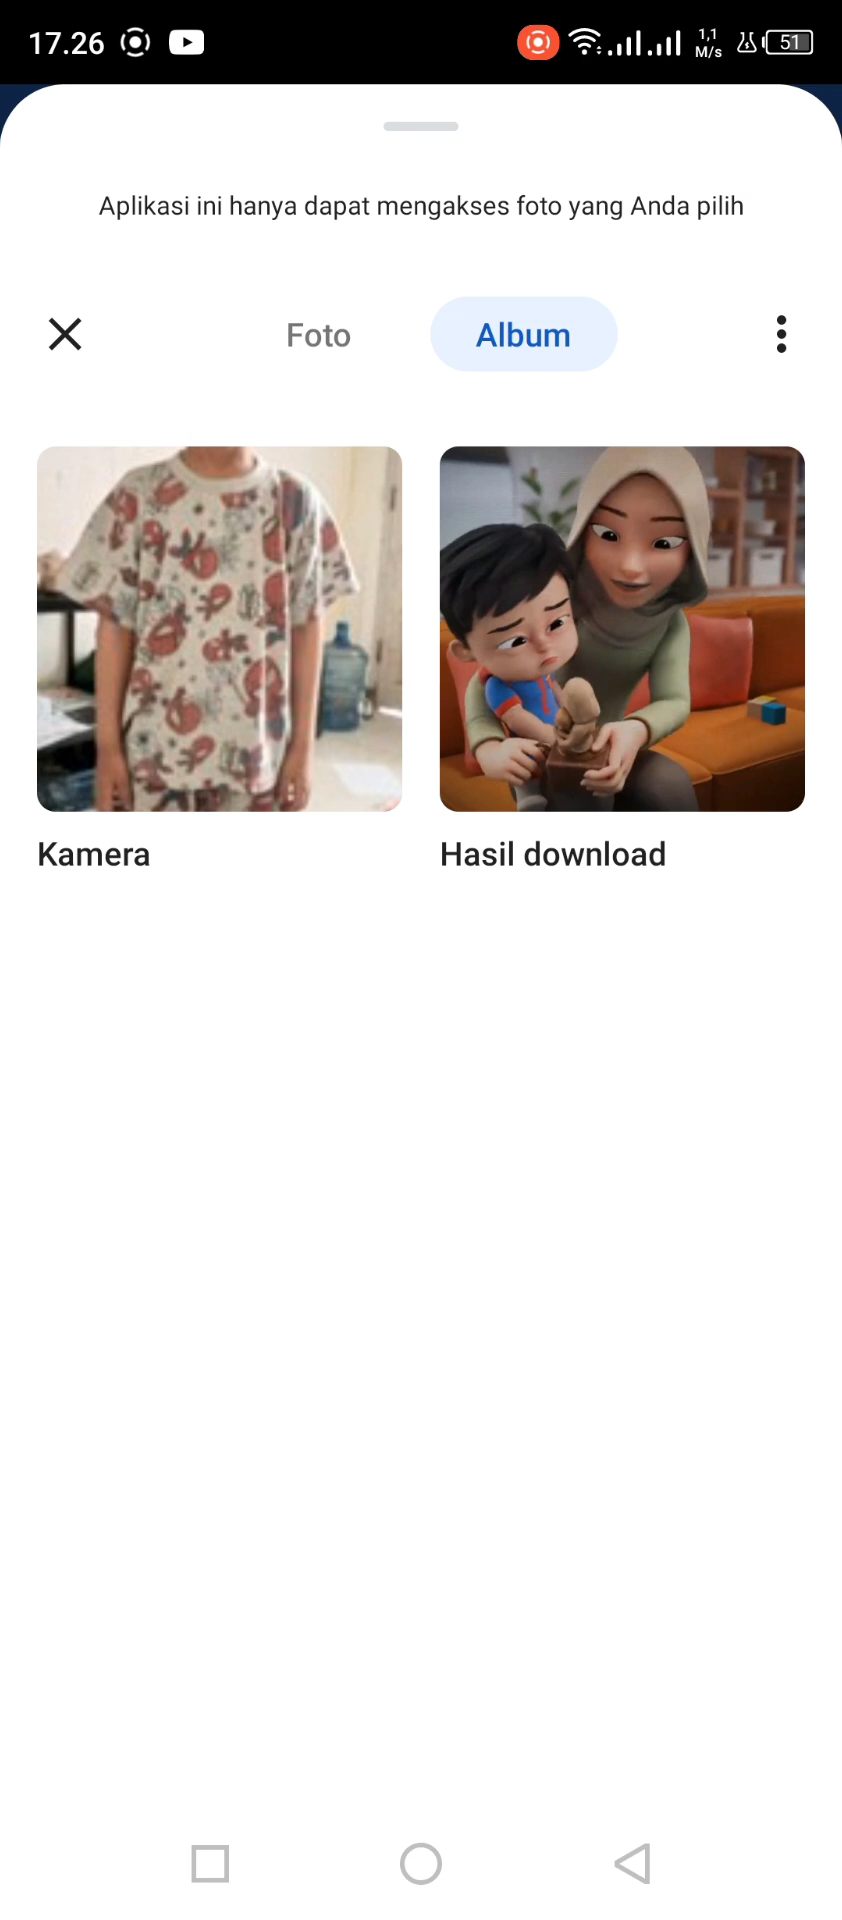 17.26
1,1
M/s
51
Aplikasi ini hanya dapat mengakses foto yang Anda pilih
Foto
Album
Kamera
Hasil download